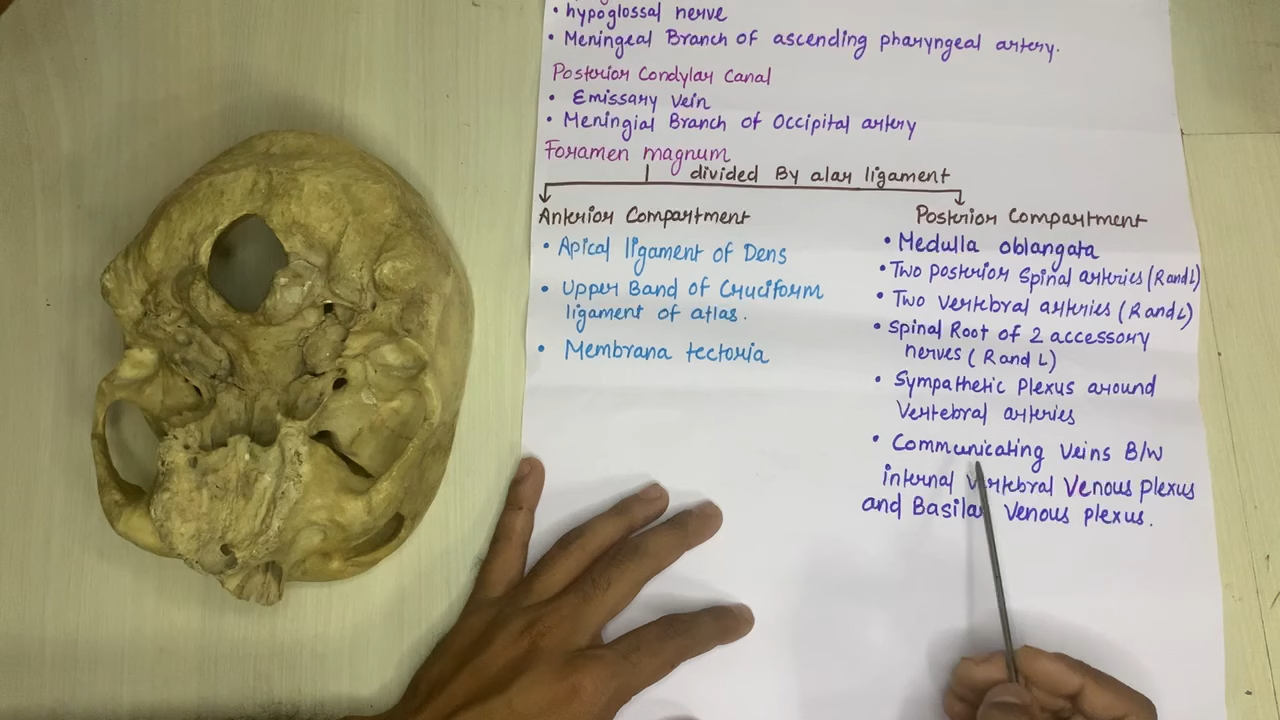 • hypoglossal nerve
• Meningeal Branch of ascending pharyngeal artery.
Posterior Condylar Canal
• Emissary vein
• Meningial Branch of Occipital artery
Foramen magnum
divided By alar ligament
Anterior Compartment
• Apical ligament of Dens
• Upper Band of Cruciform
ligament of atlas.
• Membrana tectoria
Posterior Compartment
• Medulla oblangata
• Two posterior Spinal arteries (R and L)
• Two vertebral arteries (R and L)
• Spinal Root of 2 accessory
nerves (R and L)
• Sympathetic Plexus around
Vertebral arteries
• Communicating Veins B/w
internal vertebral Venous plexus
and Basilar Venous plexus.